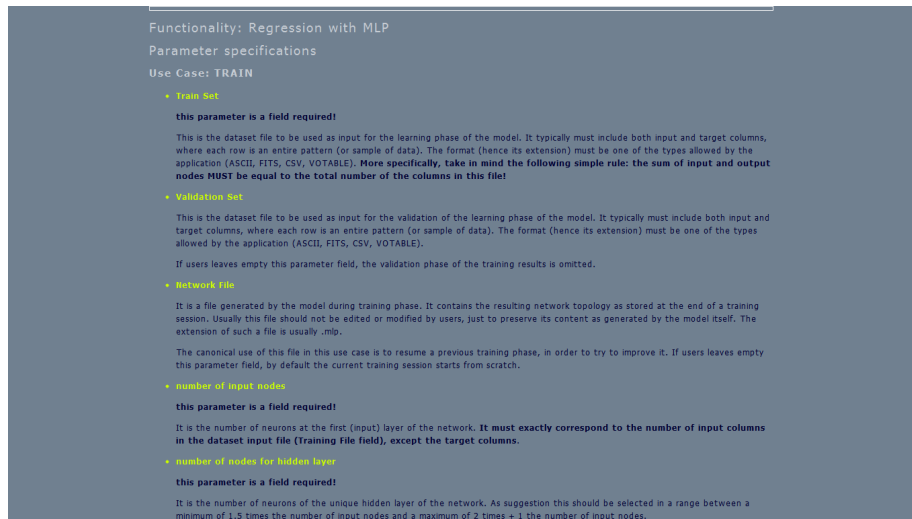 Functionality: Regression with MLP
Parameter specifications
Use Case: TRAIN
• Train Set
this parameter is a field required!
This is the dataset file to be used as input for the learning phase of the model. It typically must include both input and target columns,
where each row is an entire pattern (or sample of data). The format (hence its extension) must be one of the types allowed by the
application (ASCII, FITS, CSV, VOTABLE). More specifically, take in mind the following simple rule: the sum of input and output
nodes MUST be equal to the total number of the columns in this file!
• Validation Set
This is the dataset file to be used as input for the validation of the learning phase of the model. It typically must include both input and
target columns, where each row is an entire pattern (or sample of data). The format (hence its extension) must be one of the types
allowed by the application (ASCII, FITS, CSV, VOTABLE).
If users leaves empty this parameter field, the validation phase of the training results is omitted.
• Network File
It is a file generated by the model during training phase. It contains the resulting network topology as stored at the end of a training
session. Usually this file should not be edited or modified by users, just to preserve its content as generated by the model itself. The
extension of such a file is usually .mlp.
The canonical use of this file in this use case is to resume a previous training phase, in order to try to improve it. If users leaves empty
this parameter field, by default the current training session starts from scratch.
• number of input nodes
this parameter is a field required!
It is the number of neurons at the first (input) layer of the network. It must exactly correspond to the number of input columns
in the dataset input file (Training File field), except the target columns.
• number of nodes for hidden layer
this parameter is a field required!
It is the number of neurons of the unique hidden layer of the network. As suggestion this should be selected in a range between a
minimum of 1.5 times the number of input nodes and a maximum of 2 times + 1 the number of input nodes.